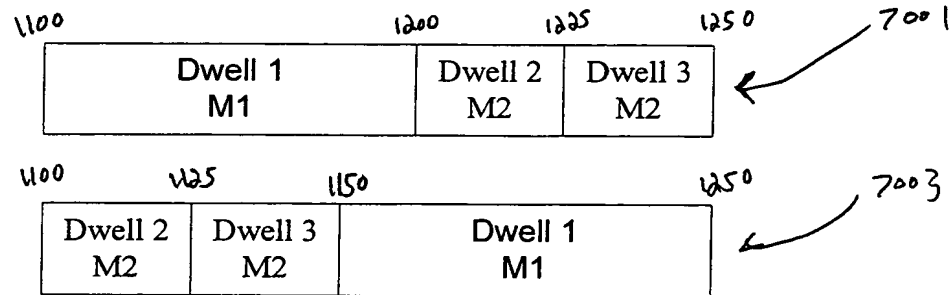 1100 1200 1225 1250 7001
Dwell 1 Dwell 2 Dwell 3
M1 M2 M2
1100 1125 1150 1250 7003
Dwell 2 Dwell 3 Dwell 1
M2 M2 M1